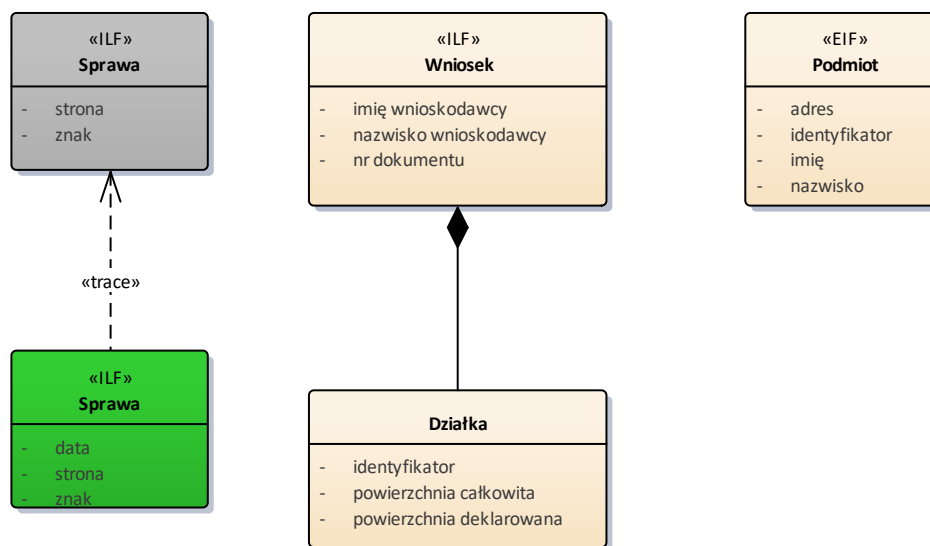 «ILF»
Sprawa
- strona
- znak
«ILF»
Wniosek
- imię wnioskodawcy
- nazwisko wnioskodawcy
- nr dokumentu
«EIF»
Podmiot
- adres
- identyfikator
- imię
- nazwisko
«trace»
«ILF»
Sprawa
- data
- strona
- znak
Działka
- identyfikator
- powierzchnia całkowita
- powierzchnia deklarowana